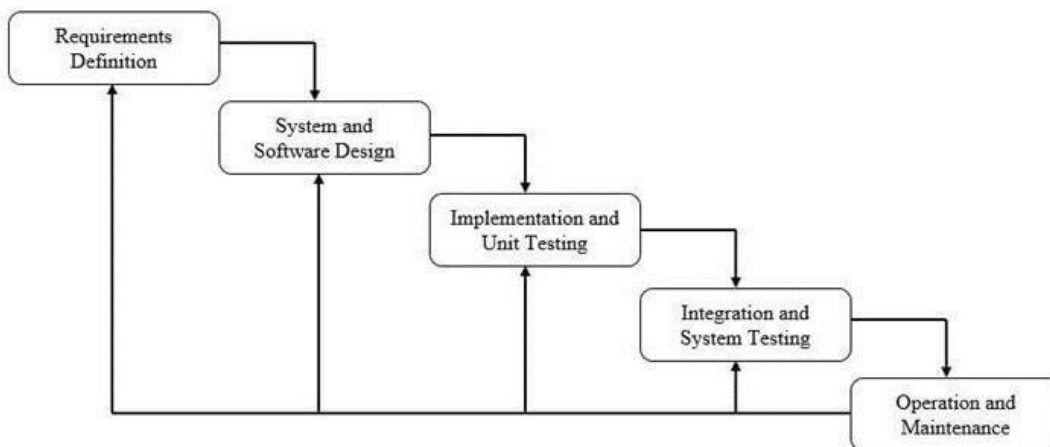 Requirements
Definition
System and
Software Design
Implementation and
Unit Testing
Integration and
System Testing
Operation and
Maintenance